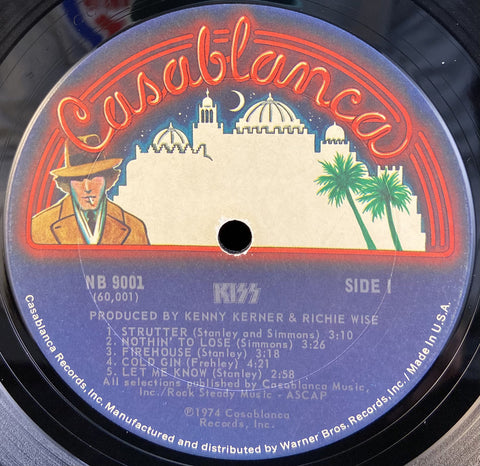 Casablanca
NB 9001
(60,001)
KISS
SIDE 1
PRODUCED BY KENNY KERNER & RICHIE WISE
1. STRUTTER (Stanley and Simmons) 3:10
2. NOTHIN' TO LOSE (Simmons) 3:26
3. FIREHOUSE (Stanley) 3:18
4. COLD GIN (Frehley) 4:21
5. LET ME KNOW (Stanley) 2:58
All selections published by Casablanca Music,
Inc./Rock Steady Music - ASCAP
℗1974 Casablanca
Records, Inc.
Casablanca Records, Inc. Manufactured and distributed by Warner Bros. Records, Inc. / Made in U.S.A.